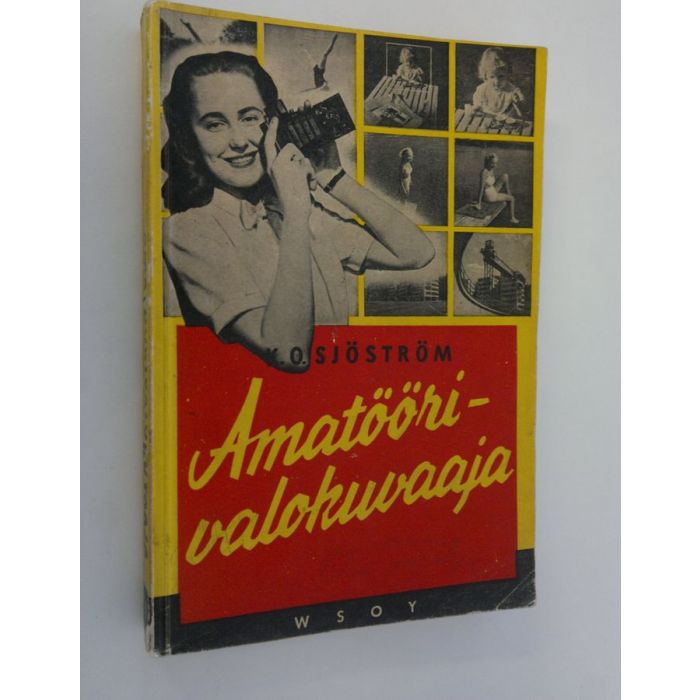 K. O. SJÖSTRÖM
Amatööri-
valokuvaaja
WSOY